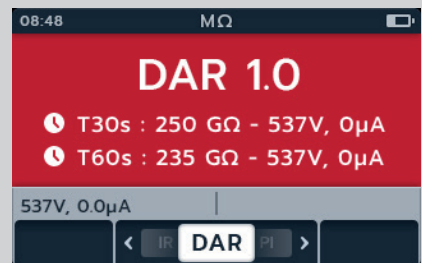 08:48 MΩ
DAR 1.0
T30s : 250 GΩ - 537V, 0µA
T60s : 235 GΩ - 537V, 0µA
537V, 0.0µA
< IR DAR PI >